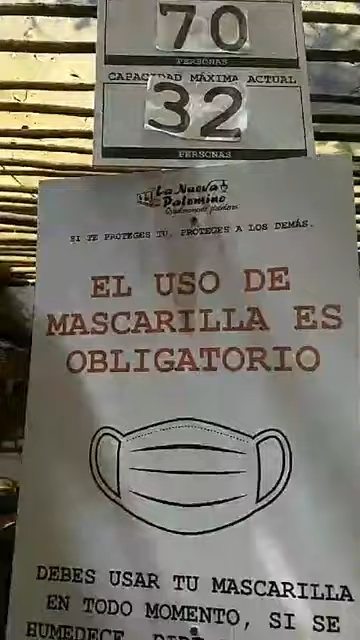 70
PERSONAS
CAPACIDAD MÁXIMA ACTUAL
32
PERSONAS
La Nueva
Palomino
SI TE PROTEGES TU, PROTEGES A LOS DEMÁS.
EL USO DE
MASCARILLA ES
OBLIGATORIO
DEBES USAR TU MASCARILLA
EN TODO MOMENTO, SI SE
HUMEDECE